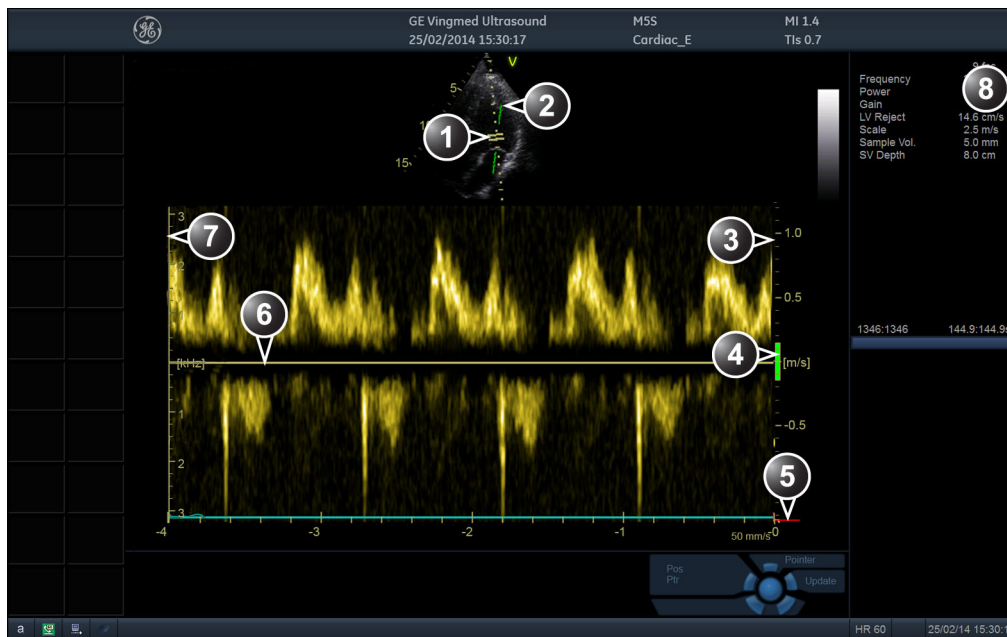 GE Vingmed Ultrasound
M5S
MI 1.4
25/02/2014 15:30:17
Cardiac_E
TIs 0.7
V
5
15
1
2
Frequency
Power
Gain
LV Reject 14.6 cm/s
Scale 2.5 m/s
Sample Vol. 5.0 mm
SV Depth 8.0 cm
8
3
7
3
1.0
2
6
0.5
1346:1346 144.9:144.9s
4
[kHz]
[m/s]
1
-0.5
2
5
3
-4 -3 -2 -1 -0
50 mm/s
Pos
Ptr
Pointer
Update
a
HR 60
25/02/14 15:30: